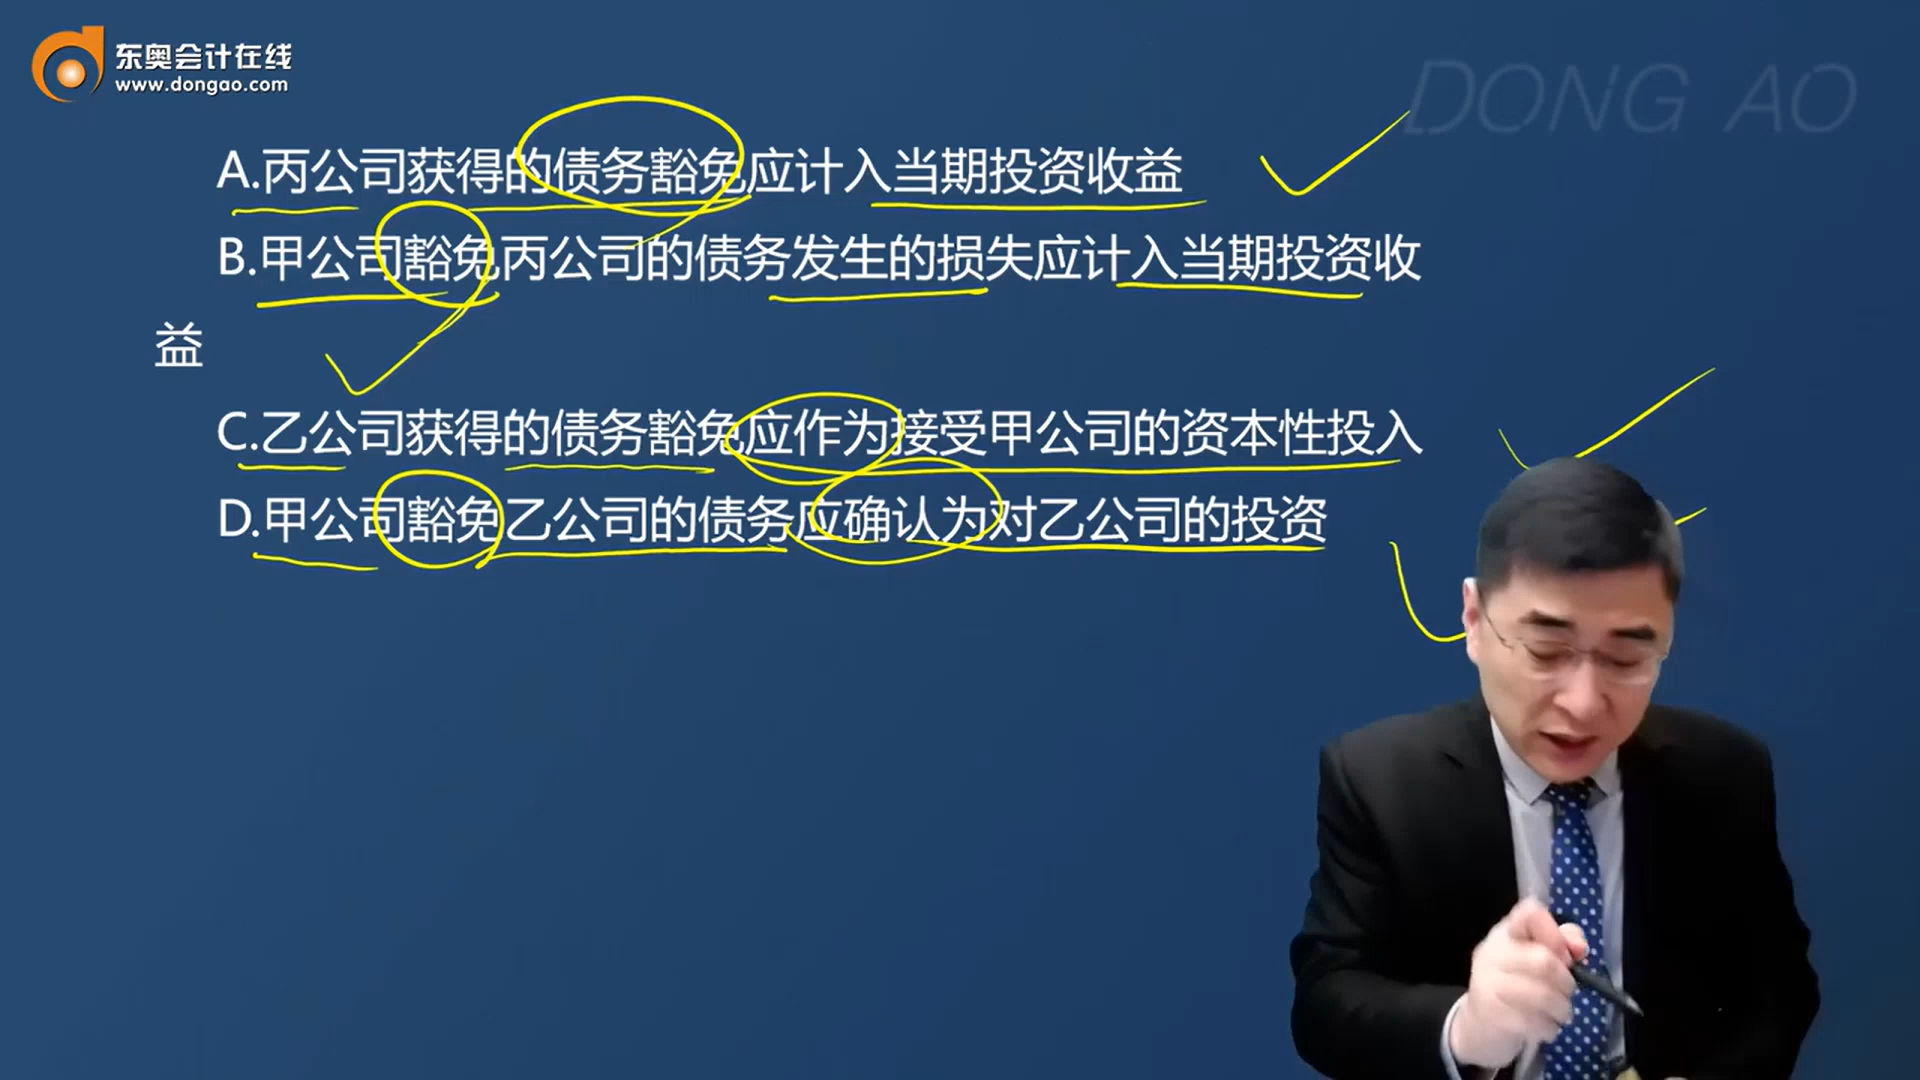 东奥会计在线
www.dongao.com
DONG AO
A.丙公司获得的债务豁免应计入当期投资收益
B.甲公司豁免丙公司的债务发生的损失应计入当期投资收
益
C.乙公司获得的债务豁免应作为接受甲公司的资本性投入
D.甲公司豁免乙公司的债务应确认为对乙公司的投资